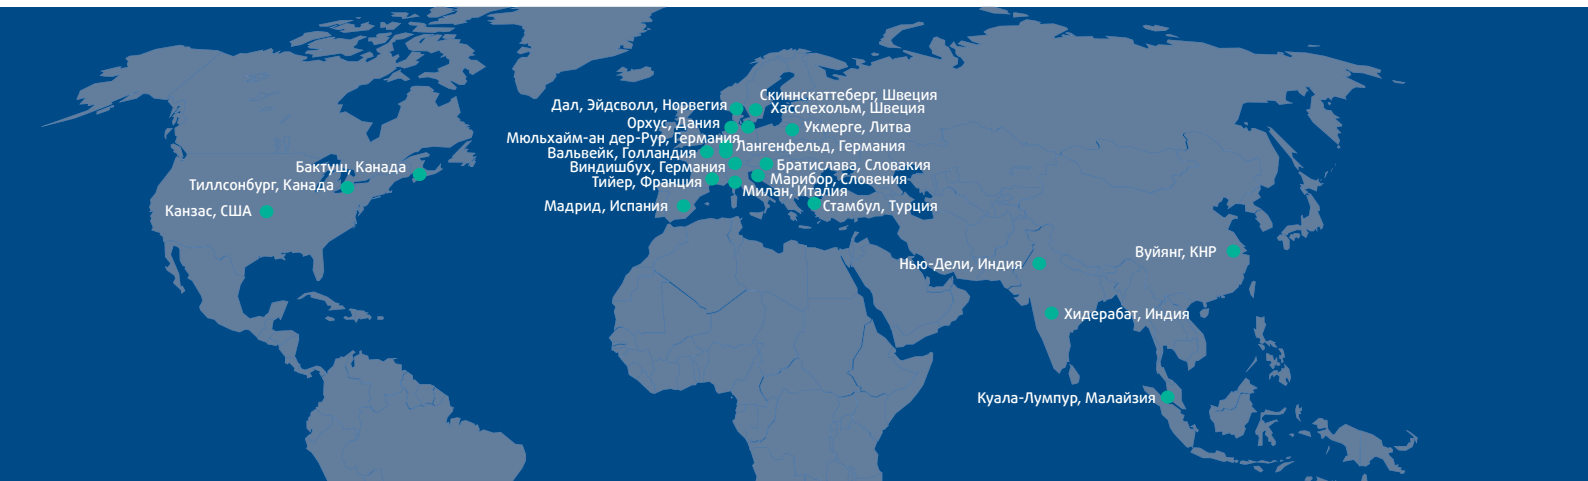 Скиннскаттеберг, Швеция
Дал, Эйдсволл, Норвегия
Хасслехольм, Швеция
Орхус, Дания
Укмерге, Литва
Мюльхайм-ан дер-Рур, Германия
Лангенфельд, Германия
Вальвейк, Голландия
Виндишбух, Германия
Братислава, Словакия
Бактуш, Канада
Тийер, Франция
Марибор, Словения
Тиллсонбург, Канада
Милан, Италия
Мадрид, Испания
Стамбул, Турция
Канзас, США
Вуйянг, КНР
Нью-Дели, Индия
Хидерабат, Индия
Куала-Лумпур, Малайзия